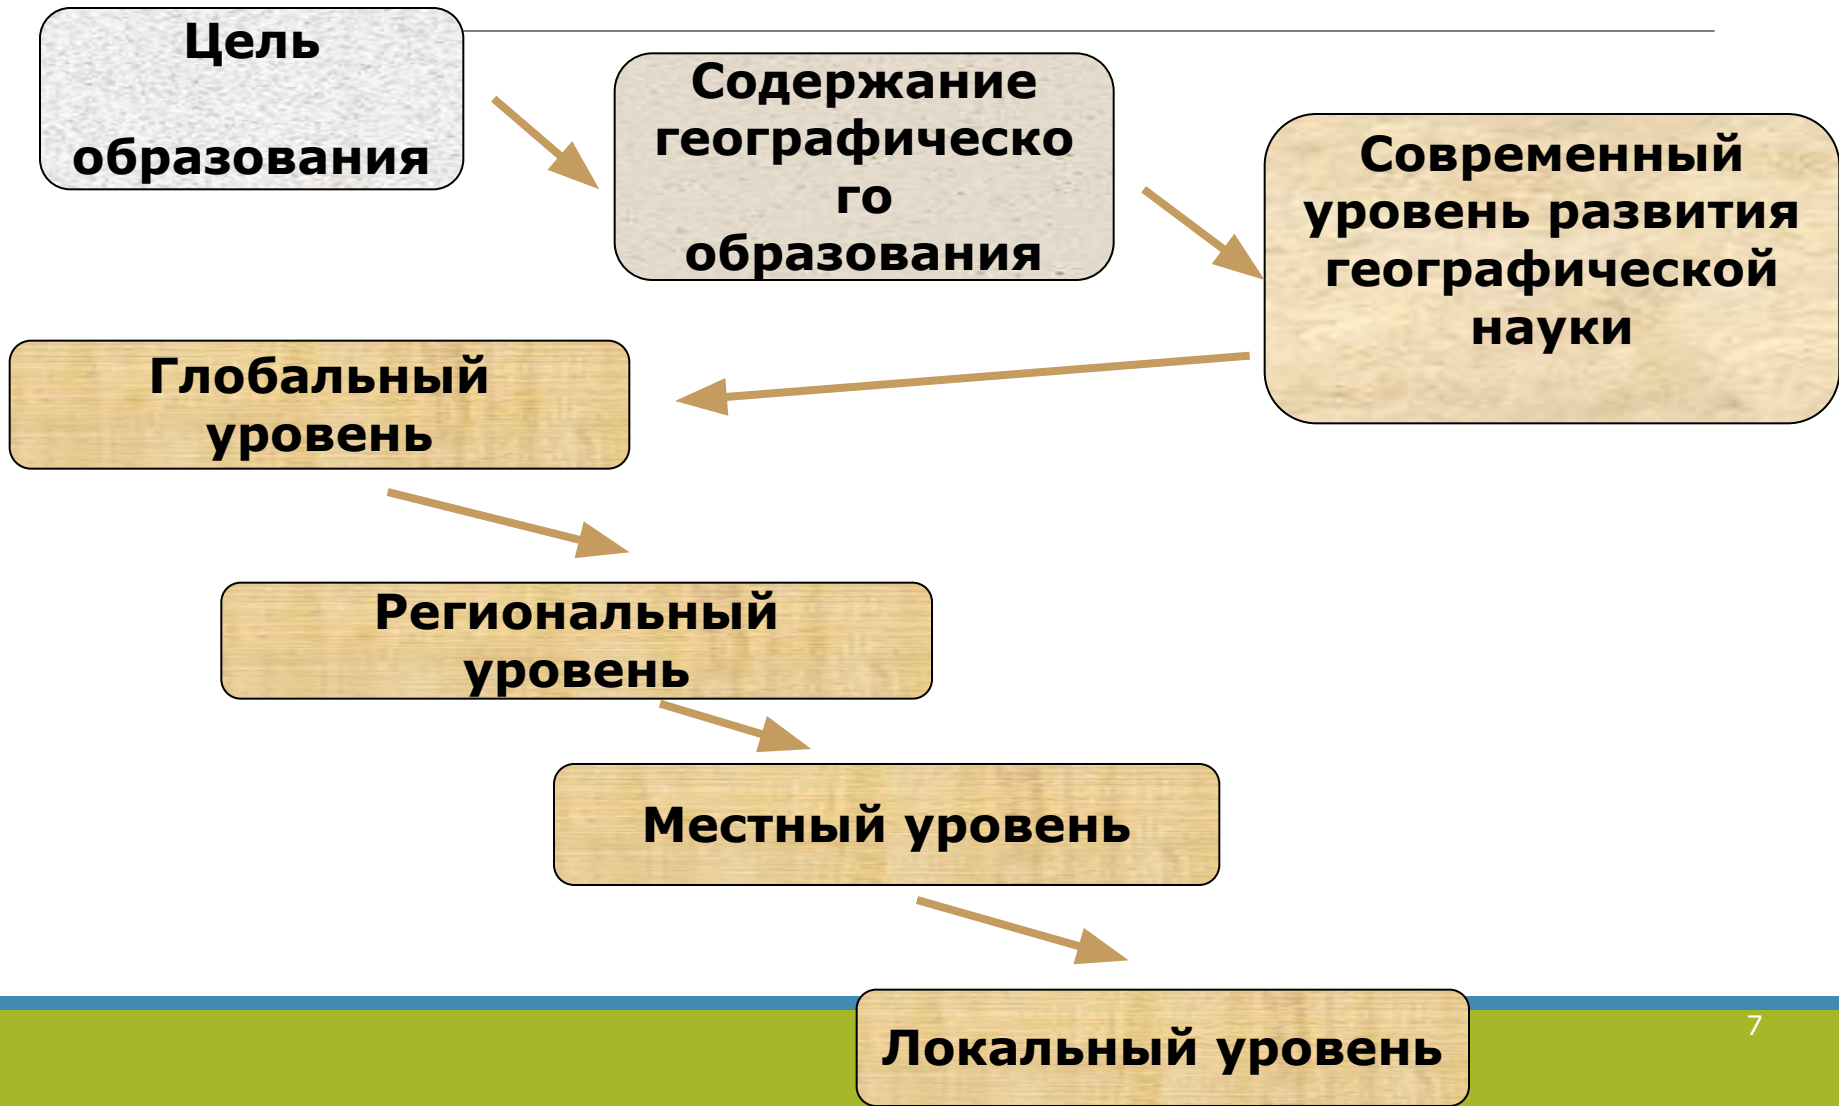 Цель
образования
Содержание
географическо
го
образования
Современный
уровень развития
географической
науки
Глобальный
уровень
Региональный
уровень
Местный уровень
Локальный уровень
7